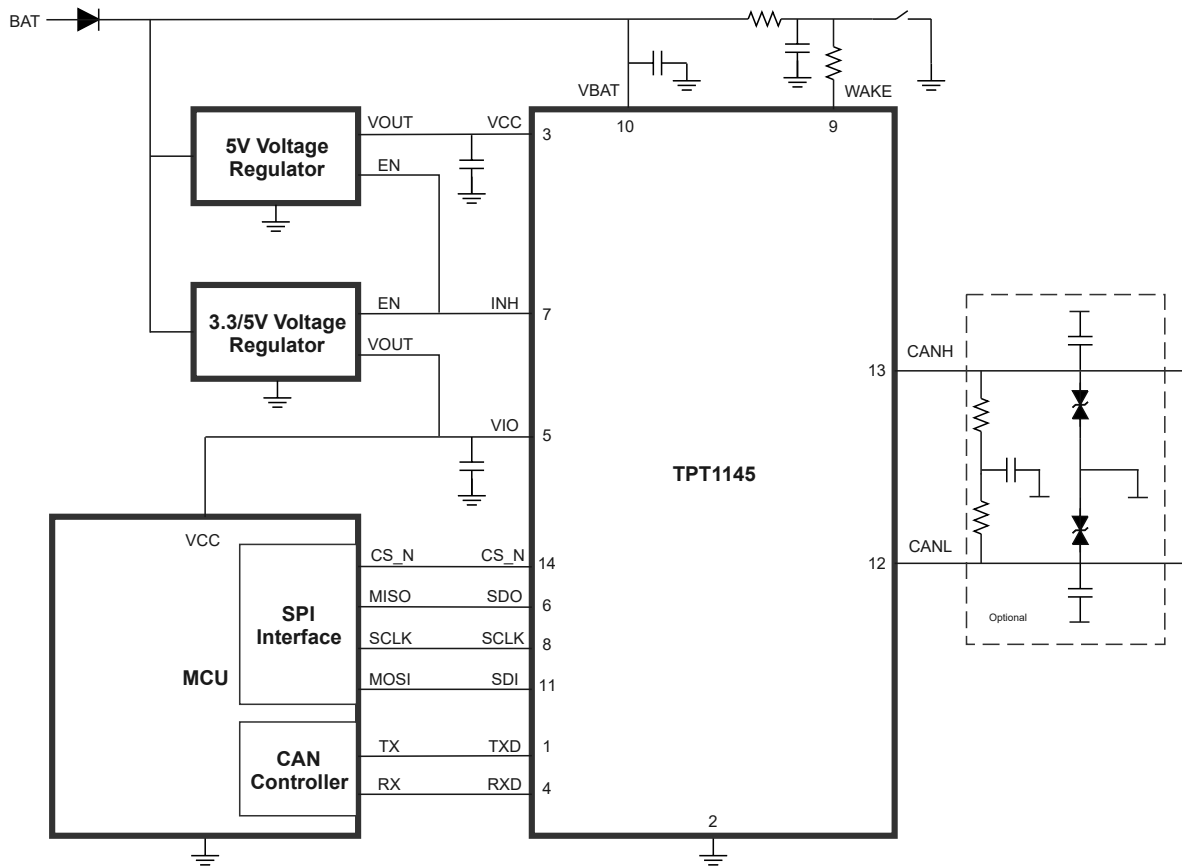 BAT
VBAT
WAKE
10
9
5V Voltage
Regulator
VOUT
VCC
3
EN
3.3/5V Voltage
Regulator
EN
INH
7
VOUT
VIO
5
TPT1145
CANH
13
CANL
12
Optional
VCC
MCU
SPI
Interface
CS_N
CS_N
14
MISO
SDO
6
SCLK
SCLK
8
MOSI
SDI
11
CAN
Controller
TX
TXD
1
RX
RXD
4
2